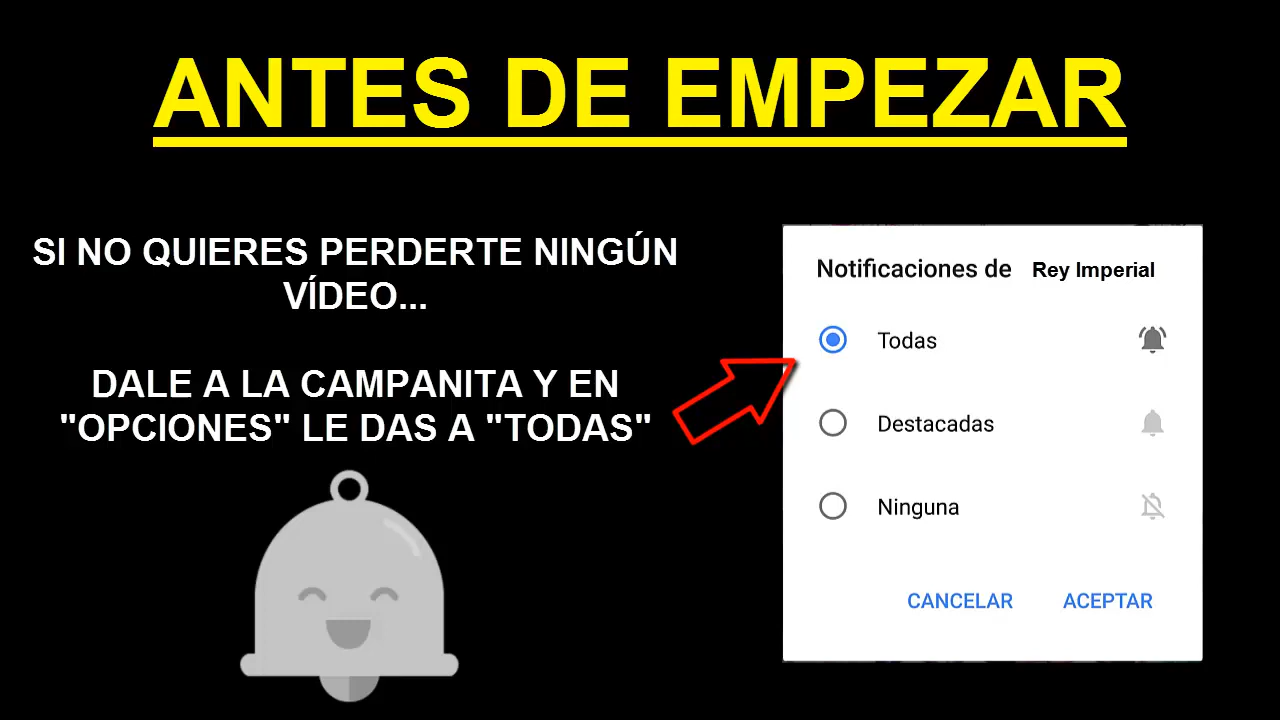 ANTES DE EMPEZAR
SI NO QUIERES PERDERTE NINGÚN
VÍDEO...
DALE A LA CAMPANITA Y EN
"OPCIONES" LE DAS A "TODAS"
Notificaciones de Rey Imperial
Todas
Destacadas
Ninguna
CANCELAR ACEPTAR